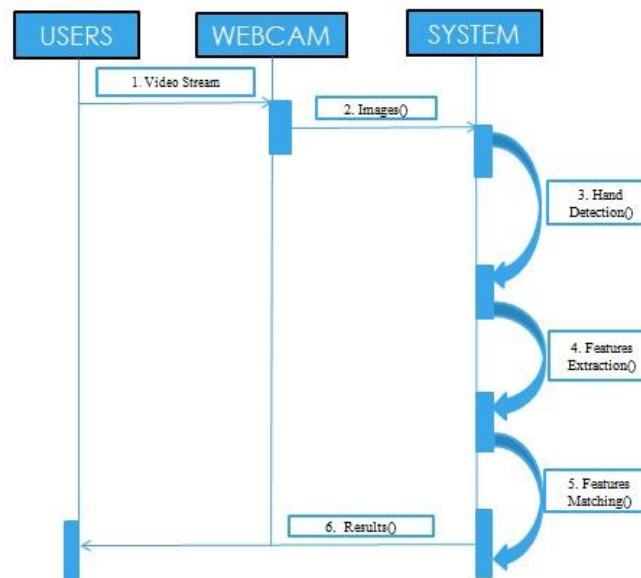 USERS
WEBCAM
SYSTEM
1. Video Stream
2. Images()
3. Hand
Detection()
4. Features
Extraction()
5. Features
Matching()
6. Results()